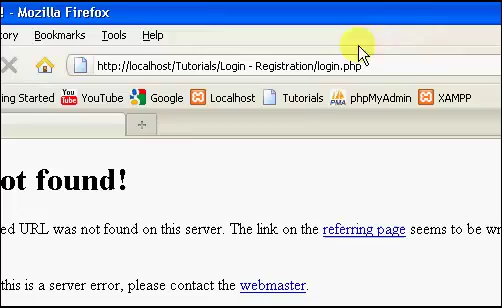 ! - Mozilla Firefox
tory Bookmarks Tools Help
http://localhost/Tutorials/Login - Registration/login.php
ing Started YouTube Google Localhost Tutorials PMA phpMyAdmin XAMPP
ot found!
ed URL was not found on this server. The link on the referring page seems to be wr
this is a server error, please contact the webmaster.